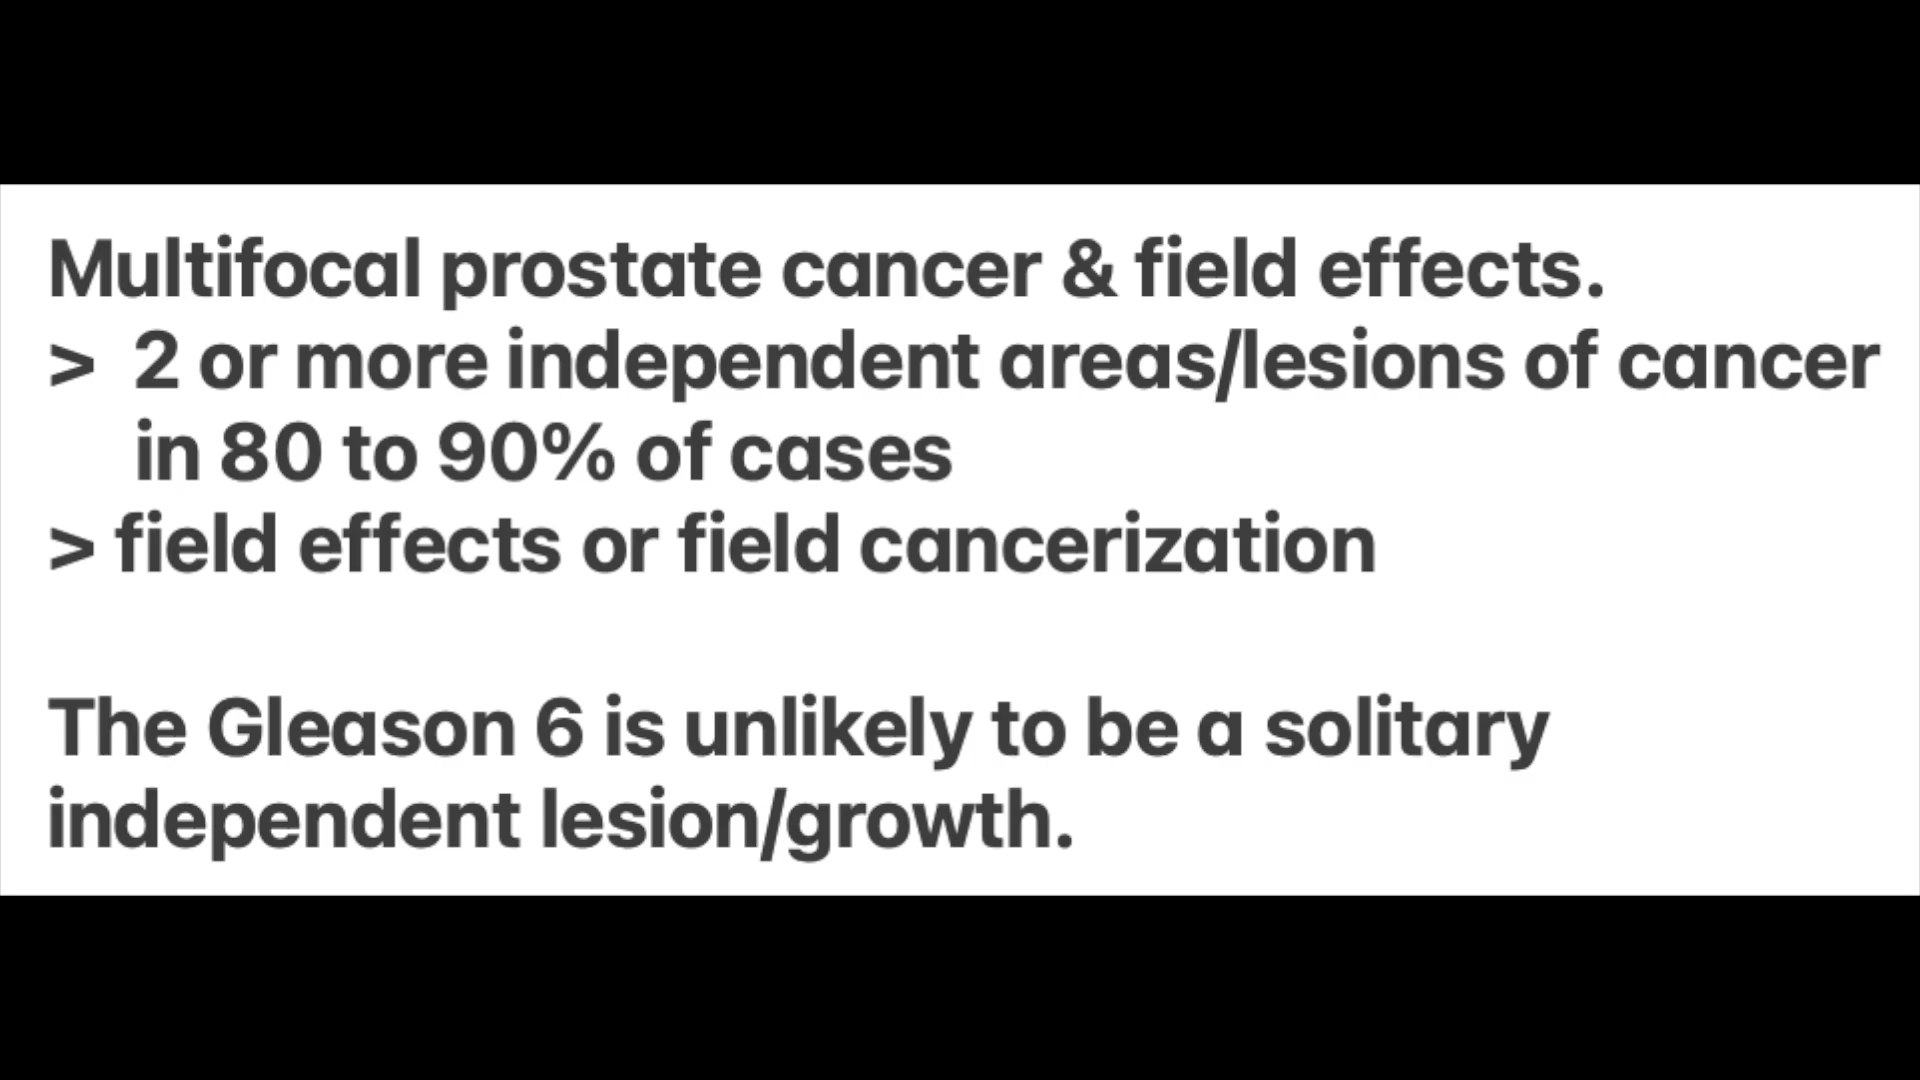 Multifocal prostate cancer & field effects.
> 2 or more independent areas/lesions of cancer
in 80 to 90% of cases
> field effects or field cancerization
The Gleason 6 is unlikely to be a solitary
independent lesion/growth.